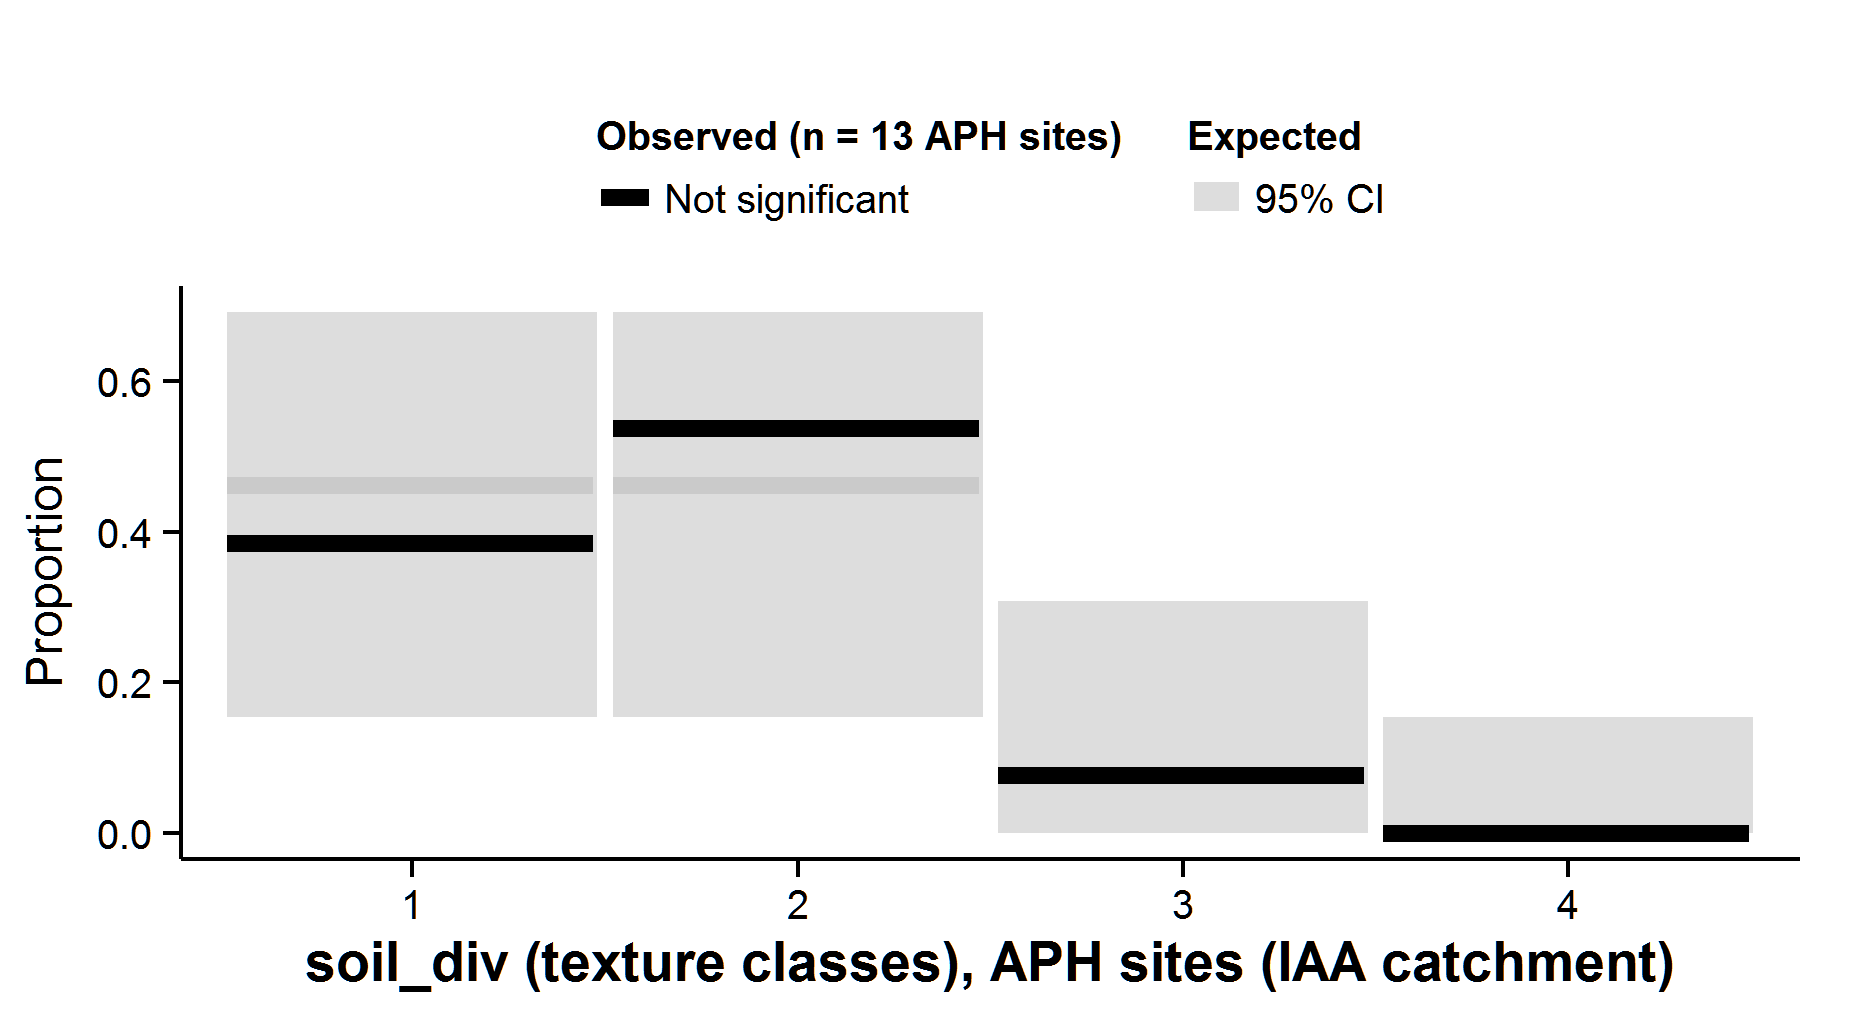 Observed (n = 13 APH sites) Expected
Not significant 95% CI
Proportion
0.6
0.4
0.2
0.0
1 2 3 4
soil_div (texture classes), APH sites (IAA catchment)